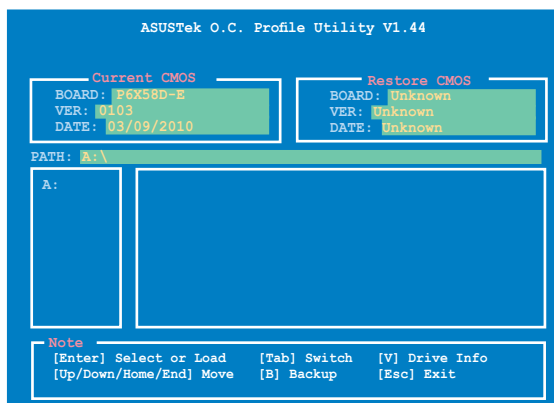 ASUSTek O.C. Profile Utility V1.44
Current CMOS
BOARD: P6X58D-E
VER: 0103
DATE: 03/09/2010
Restore CMOS
BOARD: Unknown
VER: Unknown
DATE: Unknown
PATH: A:\
A:
Note
[Enter] Select or Load [Tab] Switch [V] Drive Info
[Up/Down/Home/End] Move [B] Backup [Esc] Exit